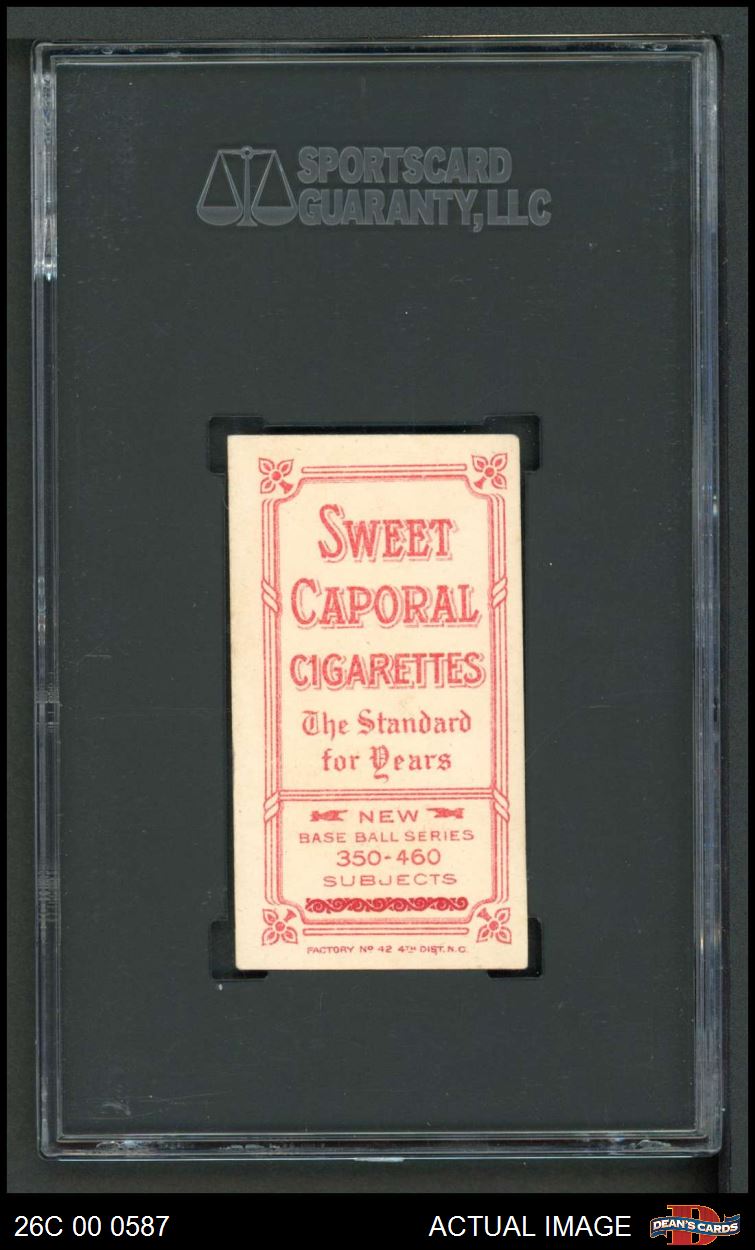 SPORTSCARD
GUARANTY, LLC
SWEET
CAPORAL
CIGARETTES
The Standard
for Years
NEW
BASE BALL SERIES
350-460
SUBJECTS
FACTORY Nº 42 4TH DIST. N.C.
26C 00 0587
ACTUAL IMAGE
DEAN'S CARDS